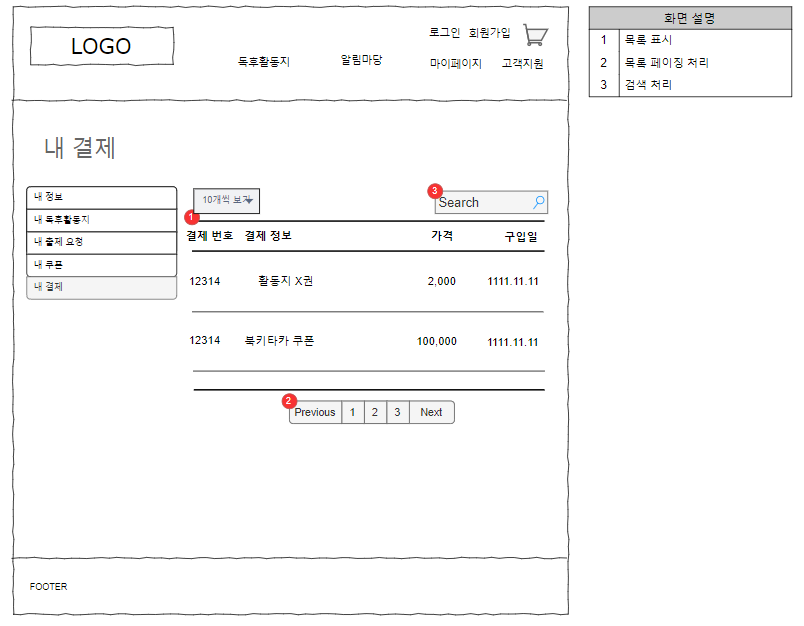 LOGO
로그인 회원가입
독후활동지 알림마당 마이페이지 고객지원
내 결제
내 정보
내 독후활동지
내 출제 요청
내 쿠폰
내 결제
10개씩 보기
3
Search
1
결제 번호 결제 정보 가격 구입일
12314 활동지 X권 2,000 1111.11.11
12314 북키타카 쿠폰 100,000 1111.11.11
2
Previous 1 2 3 Next
FOOTER
화면 설명
1 목록 표시
2 목록 페이징 처리
3 검색 처리